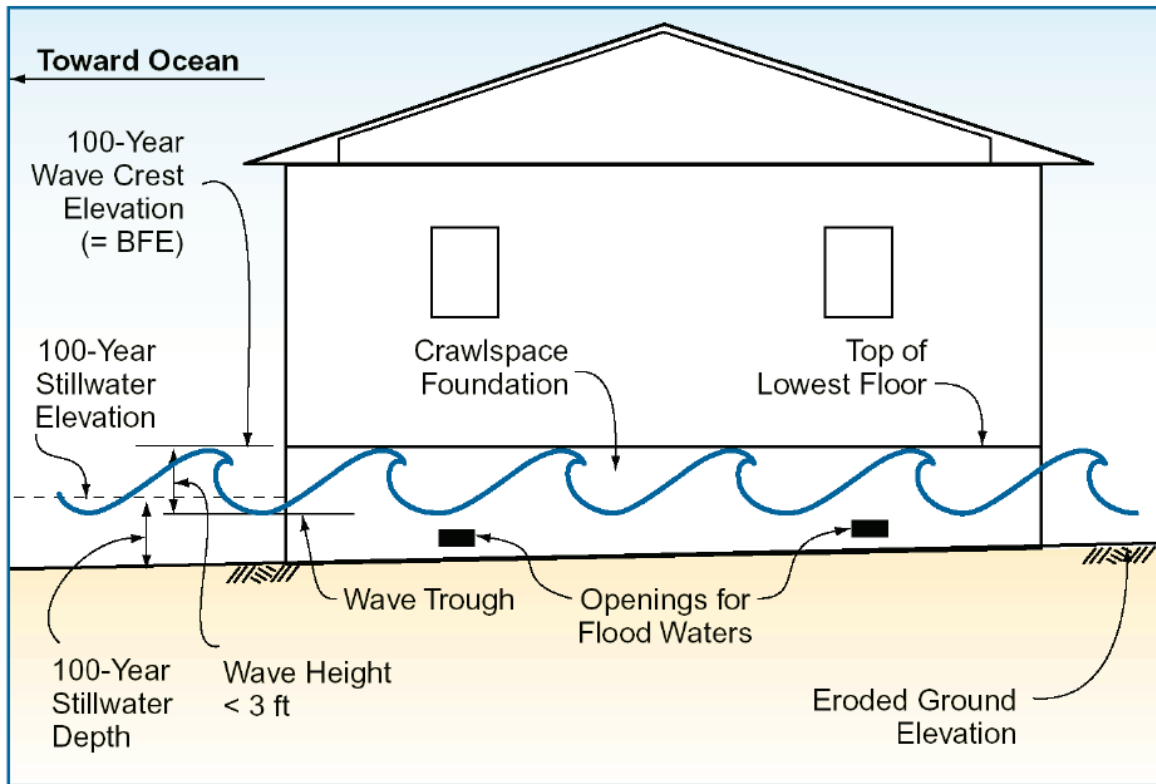 Toward Ocean
100-Year
Wave Crest
Elevation
(= BFE)
100-Year
Stillwater
Elevation
Crawlspace
Foundation
Top of
Lowest Floor
Wave Trough
Openings for
Flood Waters
100-Year
Stillwater
Depth
Wave Height
< 3 ft
Eroded Ground
Elevation